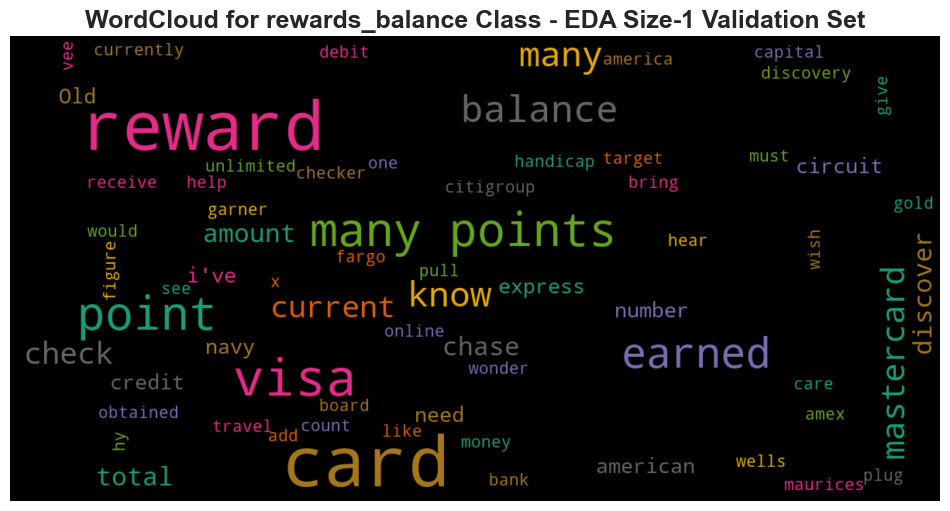 WordCloud for rewards_balance Class - EDA Size-1 Validation Set
vee
currently
debit
many
america
capital
discovery
give
Old
reward
balance
unlimited
checker
one
handicap
target
must
circuit
receive
help
citigroup
bring
gold
garner
would
amount
many points
hear
wish
figure
fargo
pull
i've
see
x
current
know
express
discover
mastercard
point
number
online
check
navy
chase
earned
wonder
credit
visa
care
obtained
board
need
amex
travel
count
add
like
hy
money
card
american
wells
total
bank
plug
maurices